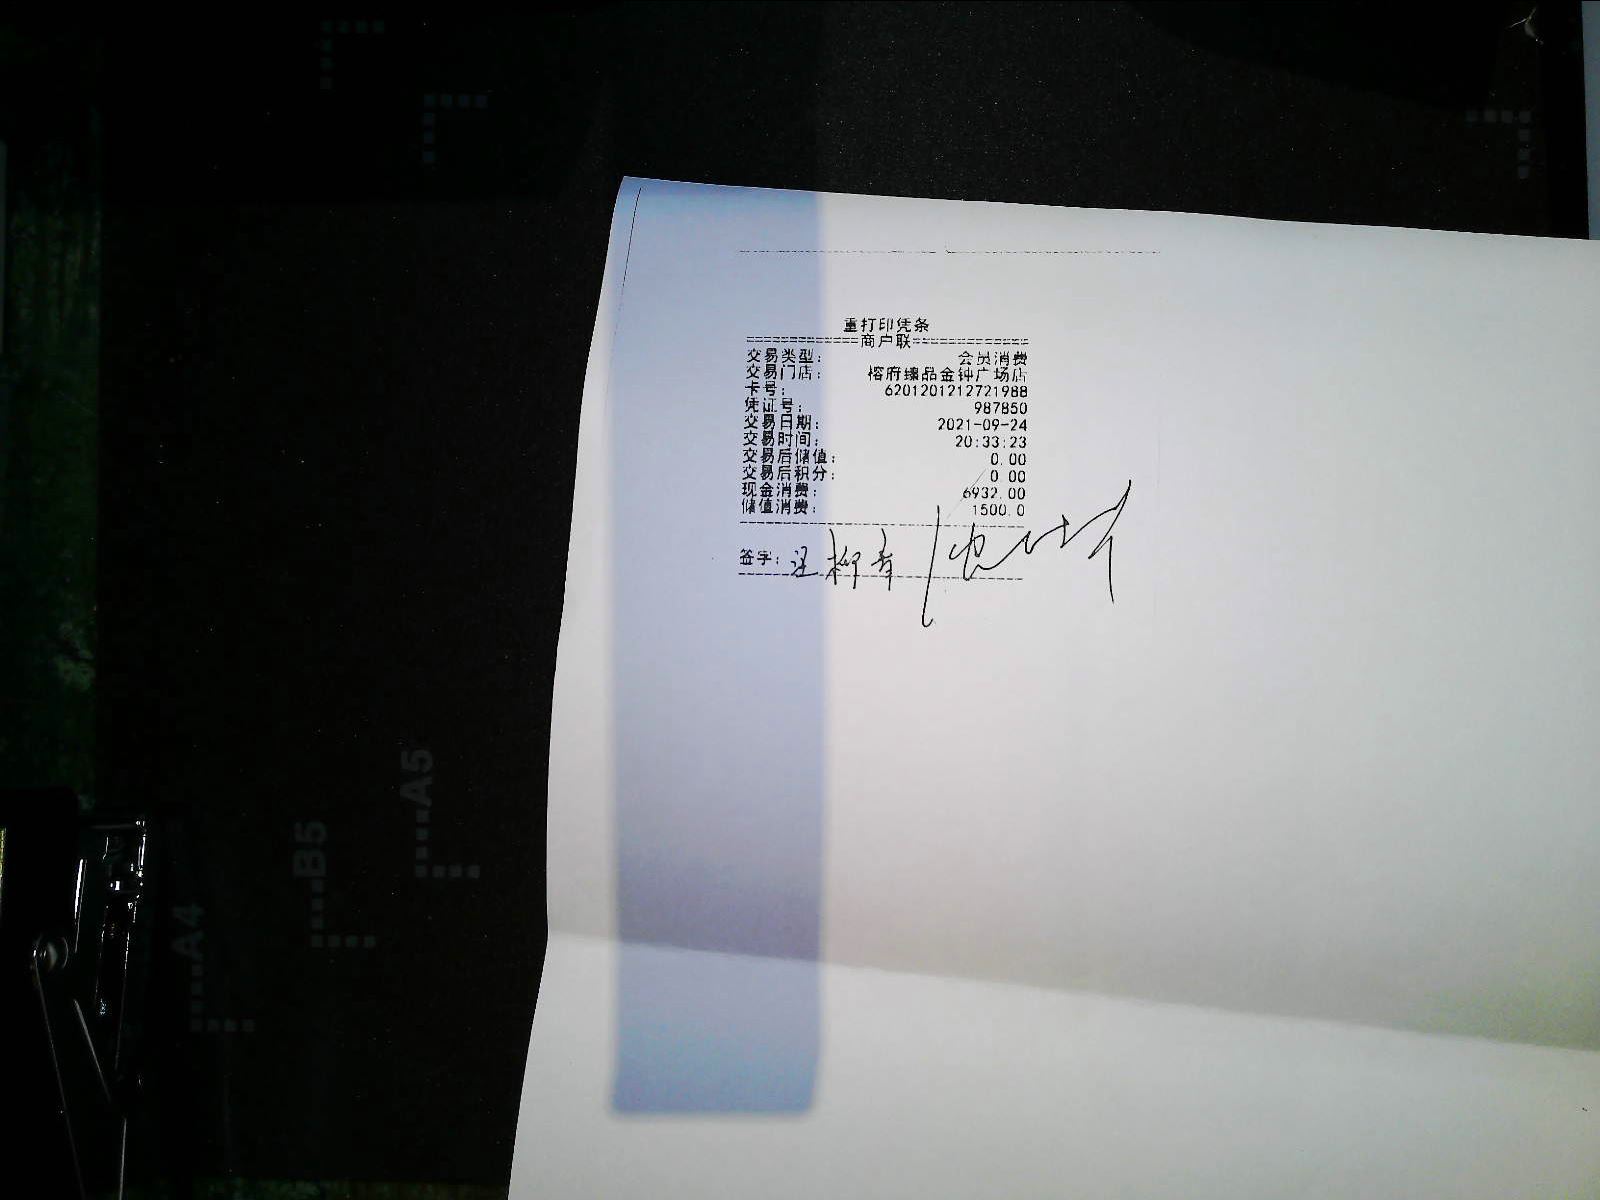 重打印凭条
============商户联=============
交易类型: 会员消费
交易门店: 榕府臻品金钟广场店
卡号: 6201201212721988
凭证号: 987850
交易日期: 2021-09-24
交易时间: 20:33:23
交易后储值: 0.00
交易后积分: 0.00
现金消费: 6932.00
储值消费: 1500.0
签字:
A5
B5
A4